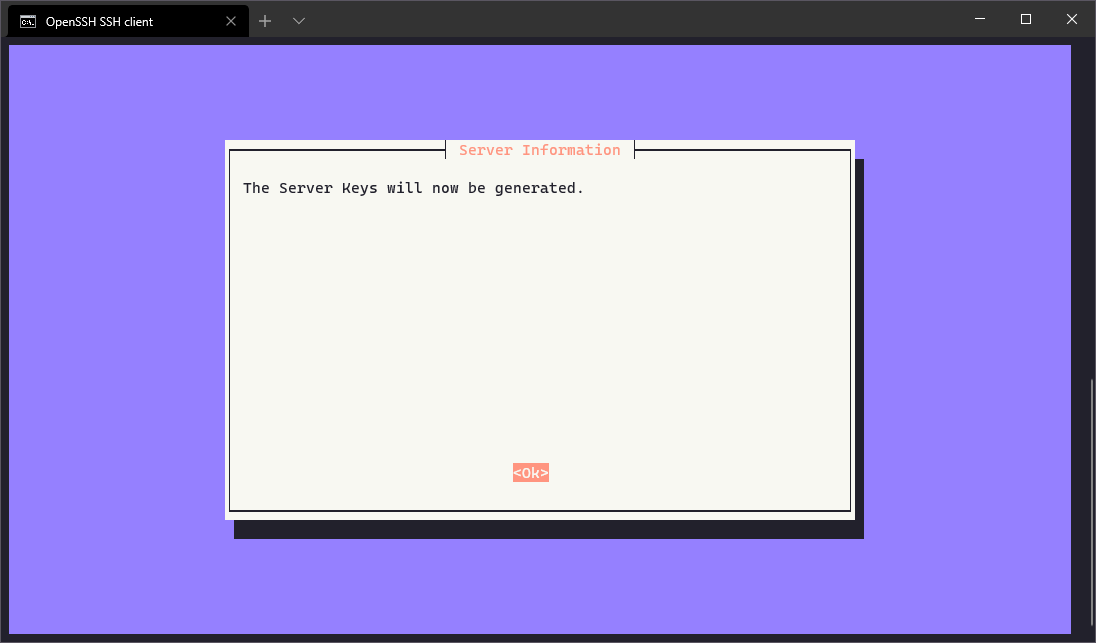 OpenSSH SSH client
Server Information
The Server Keys will now be generated.
<Ok>